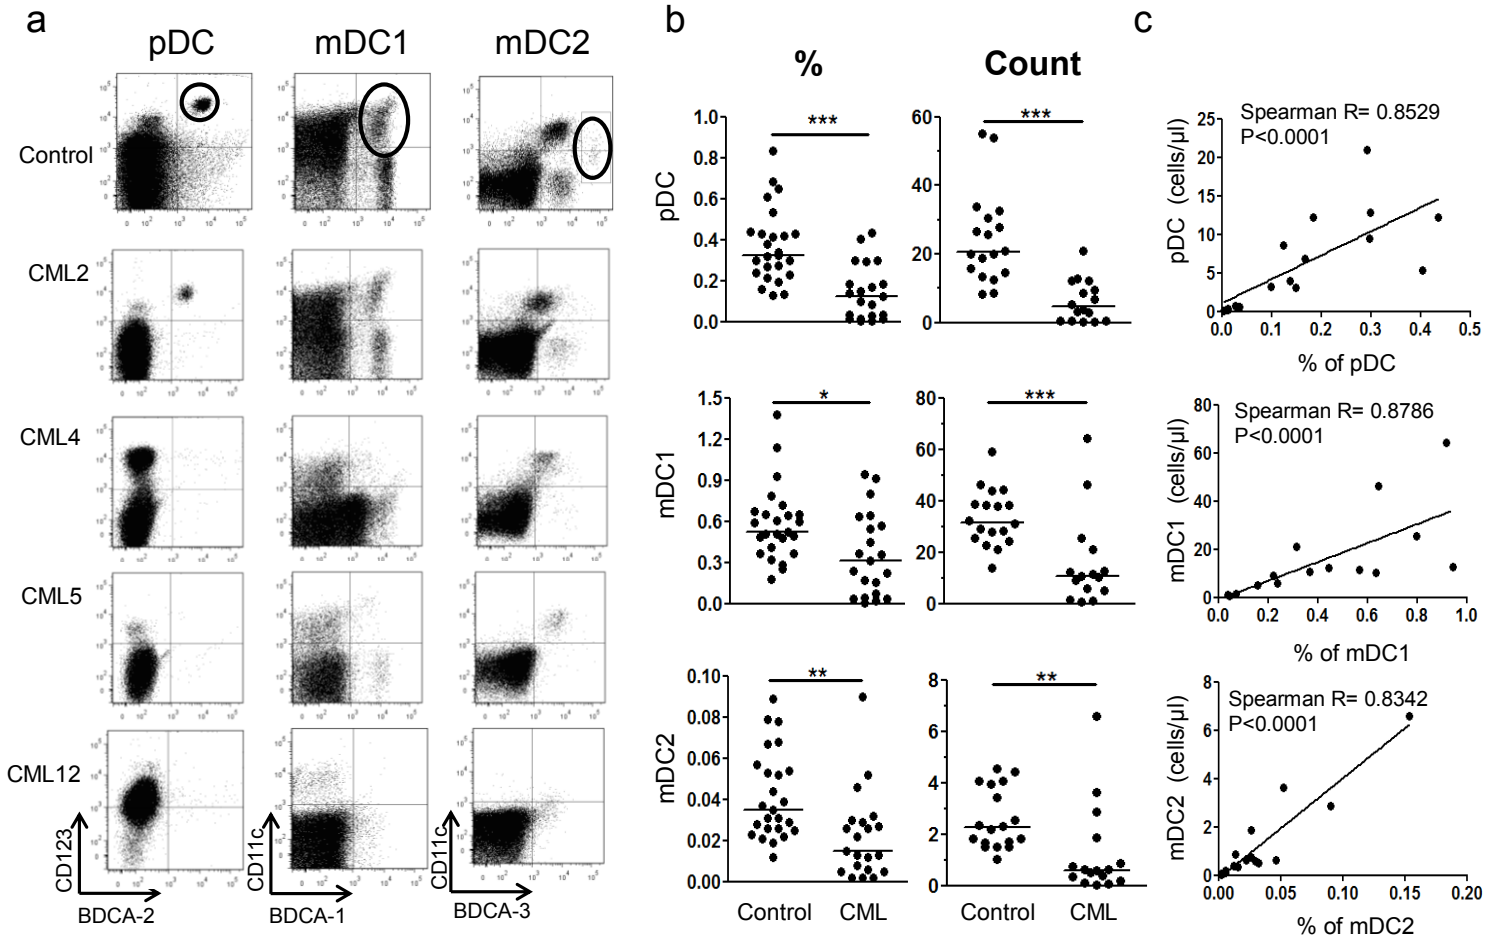 a
pDC
mDC1
mDC2
Control
CML2
CML4
CML5
CML12
CD123
BDCA-2
CD11c
BDCA-1
CD11c
BDCA-3
b
%
Count
pDC
1.0
0.8
0.6
0.4
0.2
0.0
***
60
40
20
0
***
mDC1
1.5
1.2
0.9
0.6
0.3
0.0
*
80
60
40
20
0
***
mDC2
0.10
0.08
0.06
0.04
0.02
0.00
**
8
6
4
2
0
**
Control
CML
Control
CML
c
Spearman R= 0.8529
P<0.0001
pDC (cells/µl)
25
20
15
10
5
0
0.0
0.1
0.2
0.3
0.4
0.5
% of pDC
Spearman R= 0.8786
P<0.0001
mDC1 (cells/µl)
80
60
40
20
0
0.0
0.2
0.4
0.6
0.8
1.0
% of mDC1
Spearman R= 0.8342
P<0.0001
mDC2 (cells/µl)
8
6
4
2
0
0.00
0.05
0.10
0.15
0.20
% of mDC2